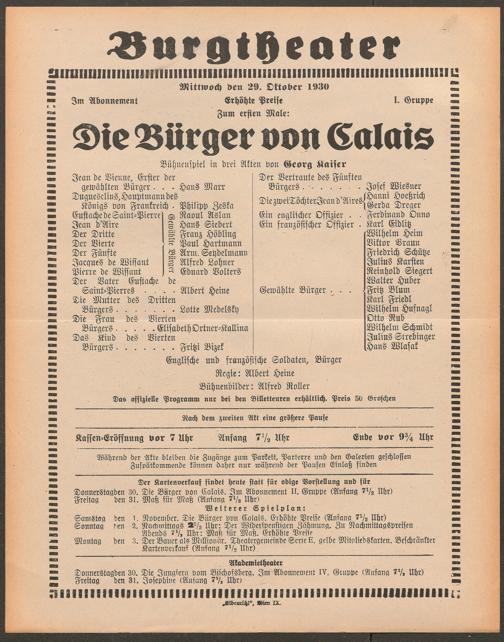 Burgtheater
Mittwoch den 29. Oktober 1930
Im Abonnement Erhöhte Preise I. Gruppe
Zum ersten Male:
Die Bürger von Calais
Bühnenspiel in drei Akten von Georg Kaiser
Jean de Vienne, Erster der
gewählten Bürger . . . Hans Marr
Duguesclins, Hauptmann des
Königs von Frankreich . Philipp Zeska
Eustache de Saint-Pierre Raoul Aslan
Jean d'Aire Hans Siebert
Der Dritte Franz Höbling
Der Vierte Paul Hartmann
Der Fünfte Arm. Seydelmann
Jacques de Wissant Alfred Lohner
Pierre de Wissant Eduard Volters
Gewählte Bürger
Der Vater Eustache de
Saint-Pierres . . . . Albert Heine
Die Mutter des Dritten
Bürgers . . . . . Lotte Medelsky
Die Frau des Vierten
Bürgers . . . . Elisabeth Ortner-Kallina
Das Kind des Vierten
Bürgers . . . . . . Fritzi Bizek
Der Vertraute des Fünften
Bürgers . . . . . . Josef Wiesner
Die zwei Töchter Jean d'Aires Hanni Hoeßrich
Gerda Dreger
Ein englischer Offizier . . Ferdinand Onno
Ein französischer Offizier . Karl Eidlitz
Wilhelm Heim
Viktor Braun
Friedrich Schütze
Julius Karsten
Reinhold Siegert
Walter Huber
Gewählte Bürger . . . Fritz Blum
Karl Friedl
Wilhelm Hufnagl
Otto Rub
Wilhelm Schmidt
Julius Strebinger
Hans Wlasak
Englische und französische Soldaten, Bürger
Regie: Albert Heine
Bühnenbilder: Alfred Roller
Das offizielle Programm nur bei den Billetteuren erhältlich. Preis 50 Groschen
Nach dem zweiten Akt eine größere Pause
Kassen-Eröffnung vor 7 Uhr Anfang 7½ Uhr Ende vor 9¾ Uhr
Während der Akte bleiben die Zugänge zum Parkett, Parterre und den Galerien geschlossen
Zuspätkommende können daher nur während der Pausen Einlaß finden
Der Kartenverkauf findet heute statt für obige Vorstellung und für
Donnerstag den 30. Die Bürger von Calais. Im Abonnement II. Gruppe (Anfang 7½ Uhr)
Freitag den 31. Maß für Maß (Anfang 7½ Uhr)
Weiterer Spielplan:
Samstag den 1. November. Die Bürger von Calais. Erhöhte Preise (Anfang 7½ Uhr)
Sonntag den 2. Nachmittags 2½ Uhr: Der Widerspenstigen Zähmung. Zu Nachmittagspreisen
Abends 7½ Uhr: Maß für Maß. Erhöhte Preise
Montag den 3. Der Bauer als Millionär. Theatergemeinde Serie E, gelbe Mitgliedskarten. Beschränkter
Kartenverkauf (Anfang 7½ Uhr)
Akademietheater
Donnerstag den 30. Die Jungfern vom Bischofsberg. Im Abonnement IV. Gruppe (Anfang 7½ Uhr)
Freitag den 31. Josephine (Anfang 7½ Uhr)
„Elbemühl“, Wien IX.